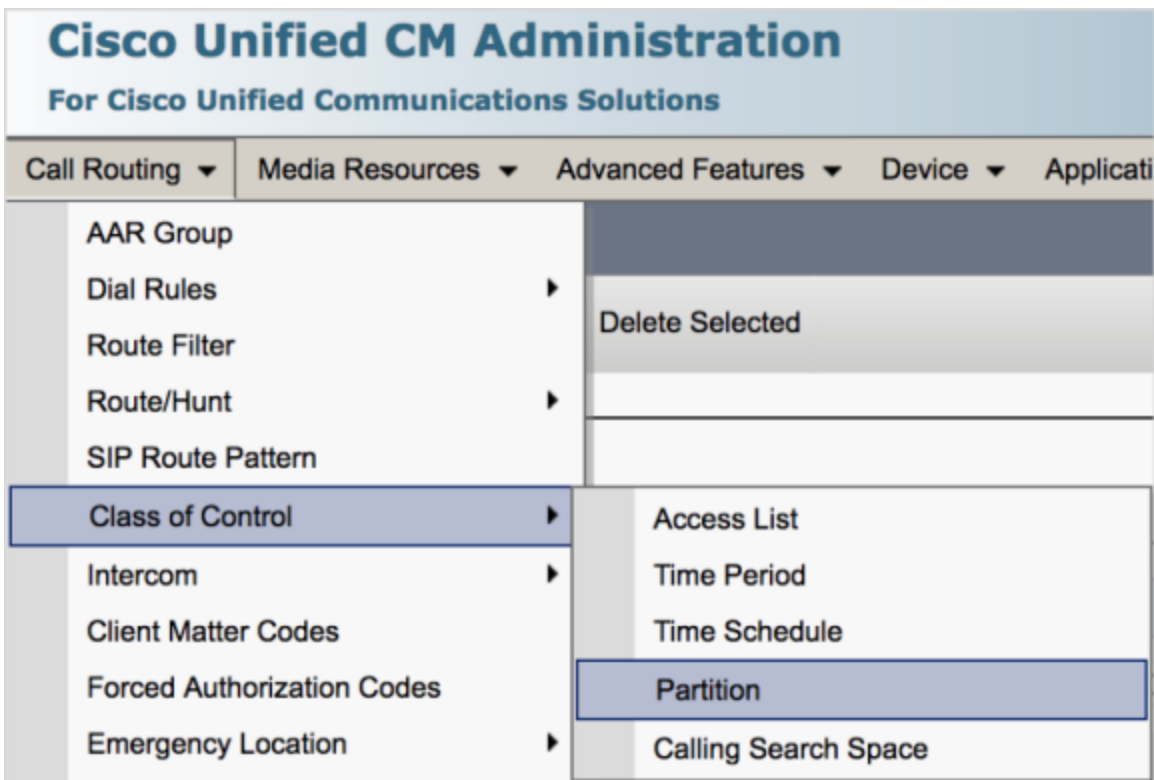 Cisco Unified CM Administration
For Cisco Unified Communications Solutions
Call Routing Media Resources Advanced Features Device Applicati
AAR Group
Dial Rules
Delete Selected
Route Filter
Route/Hunt
SIP Route Pattern
Class of Control
Access List
Intercom
Time Period
Client Matter Codes
Time Schedule
Forced Authorization Codes
Partition
Emergency Location
Calling Search Space